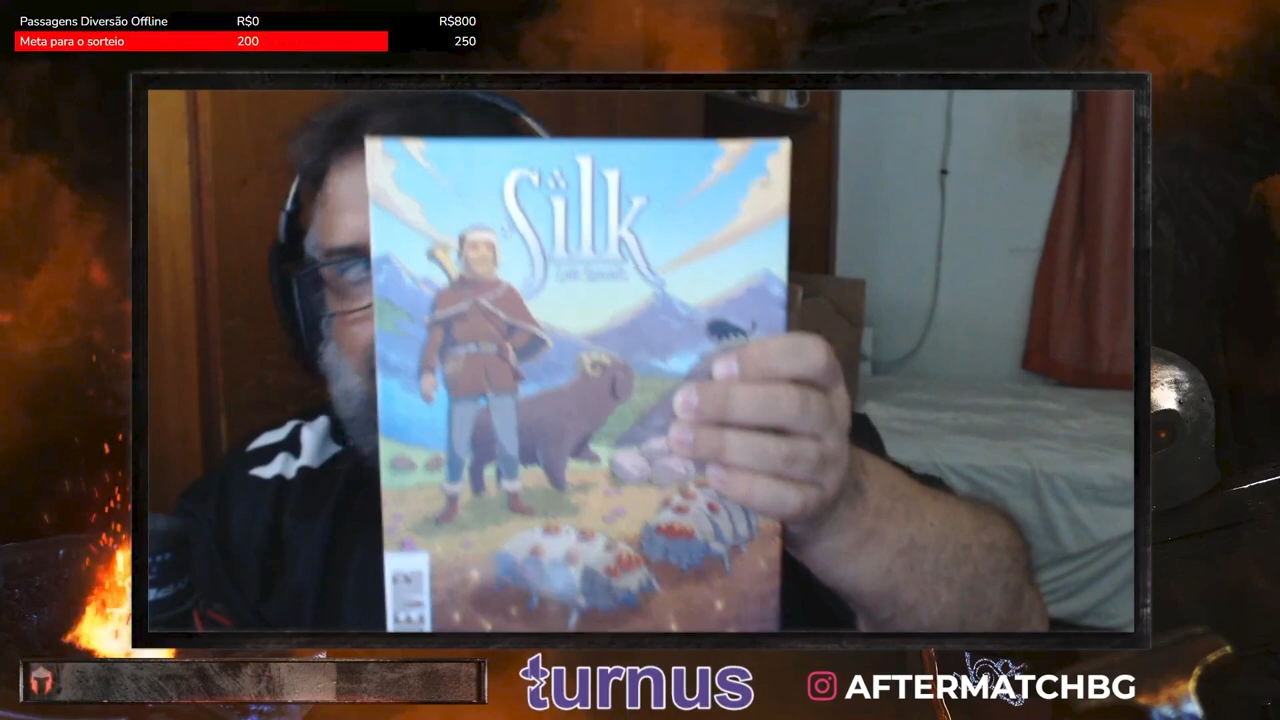 Passagens Diversão Offline R$0 R$800
Meta para o sorteio 200 250
Silk
turnus
AFTERMATCHBG